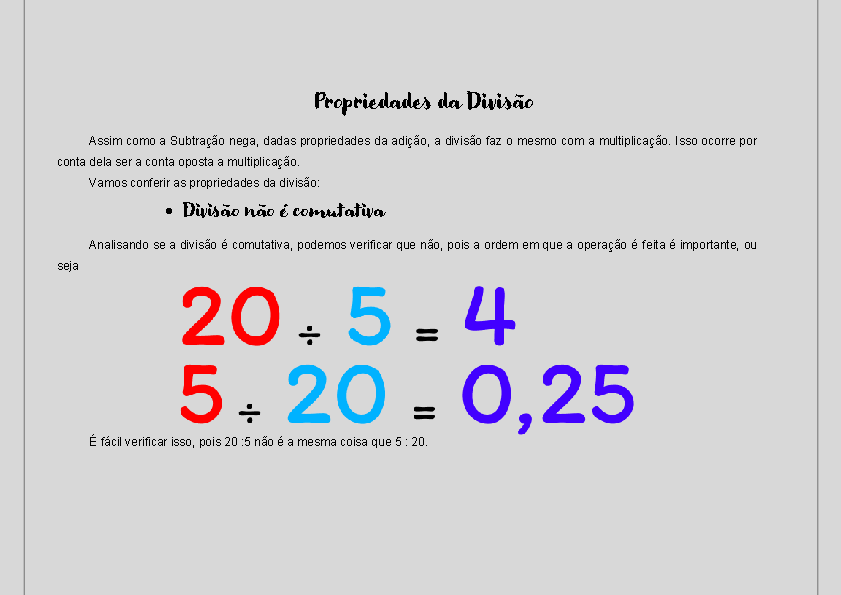 Propriedades da Divisão
Assim como a Subtração nega, dadas propriedades da adição, a divisão faz o mesmo com a multiplicação. Isso ocorre por
conta dela ser a conta oposta a multiplicação.
Vamos conferir as propriedades da divisão:
• Divisão não é comutativa
Analisando se a divisão é comutativa, podemos verificar que não, pois a ordem em que a operação é feita é importante, ou
seja
20 ÷ 5 = 4
5 ÷ 20 = 0,25
É fácil verificar isso, pois 20 :5 não é a mesma coisa que 5 : 20.